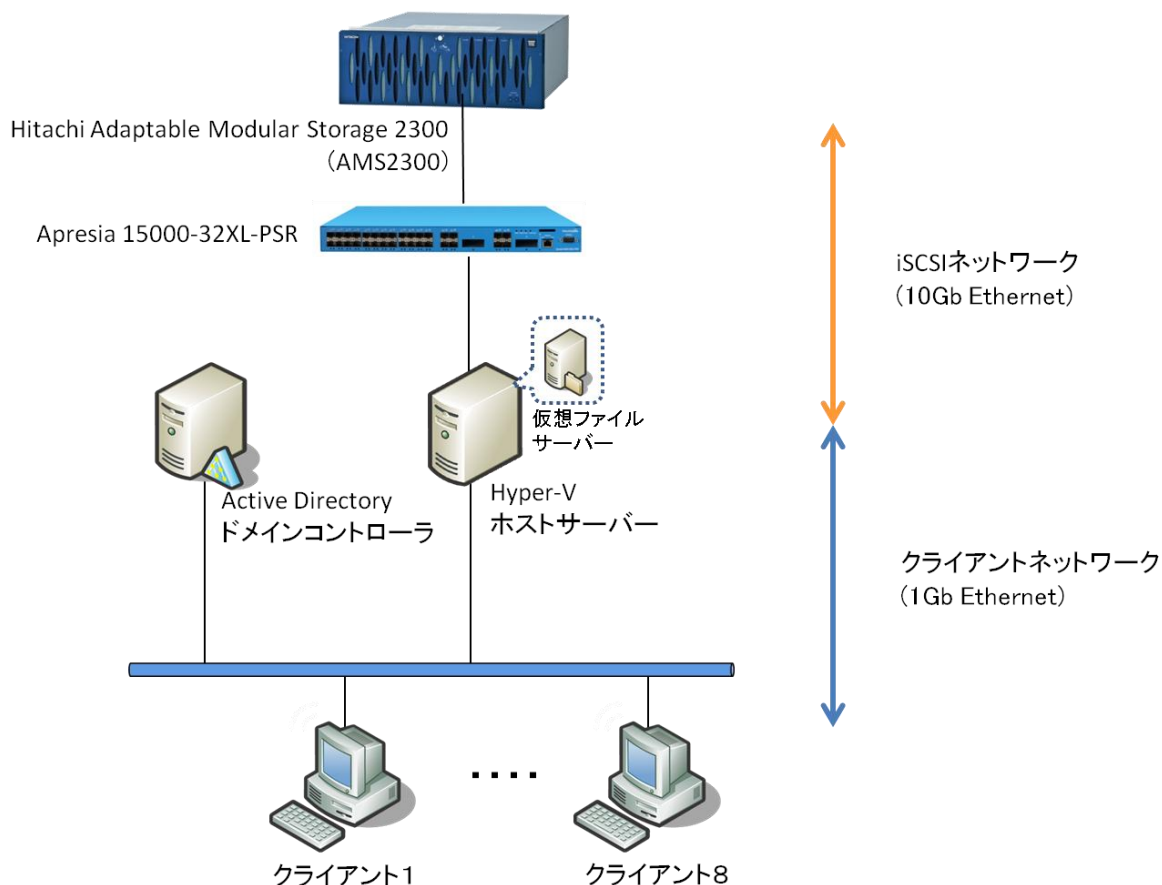 Hitachi Adaptable Modular Storage 2300
（AMS2300）
Apresia 15000-32XL-PSR
iSCSIネットワーク
(10Gb Ethernet)
仮想ファイル
サーバー
Active Directory
ドメインコントローラ
Hyper-V
ホストサーバー
クライアントネットワーク
(1Gb Ethernet)
････
クライアント1
クライアント8